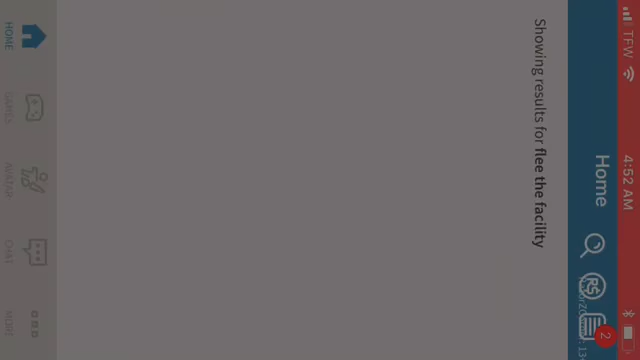 TFW 4:52 AM
Home
2
Showing results for flee the facility
HOME GAMES AVATAR CHAT MORE